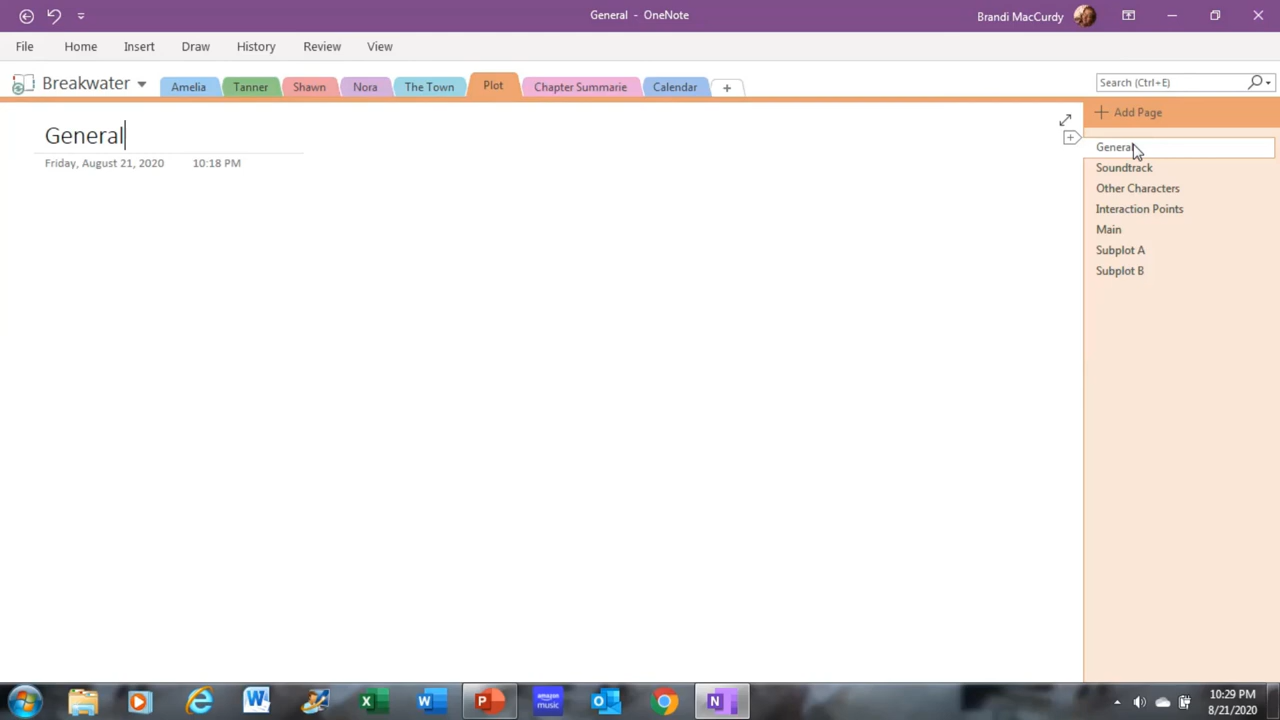 General - OneNote
Brandi MacCurdy
File Home Insert Draw History Review View
Breakwater Amelia Tanner Shawn Nora The Town Plot Chapter Summarie Calendar +
Search (Ctrl+E)
Add Page
General
Friday, August 21, 2020 10:18 PM
General
Soundtrack
Other Characters
Interaction Points
Main
Subplot A
Subplot B
amazon
music
10:29 PM
8/21/2020